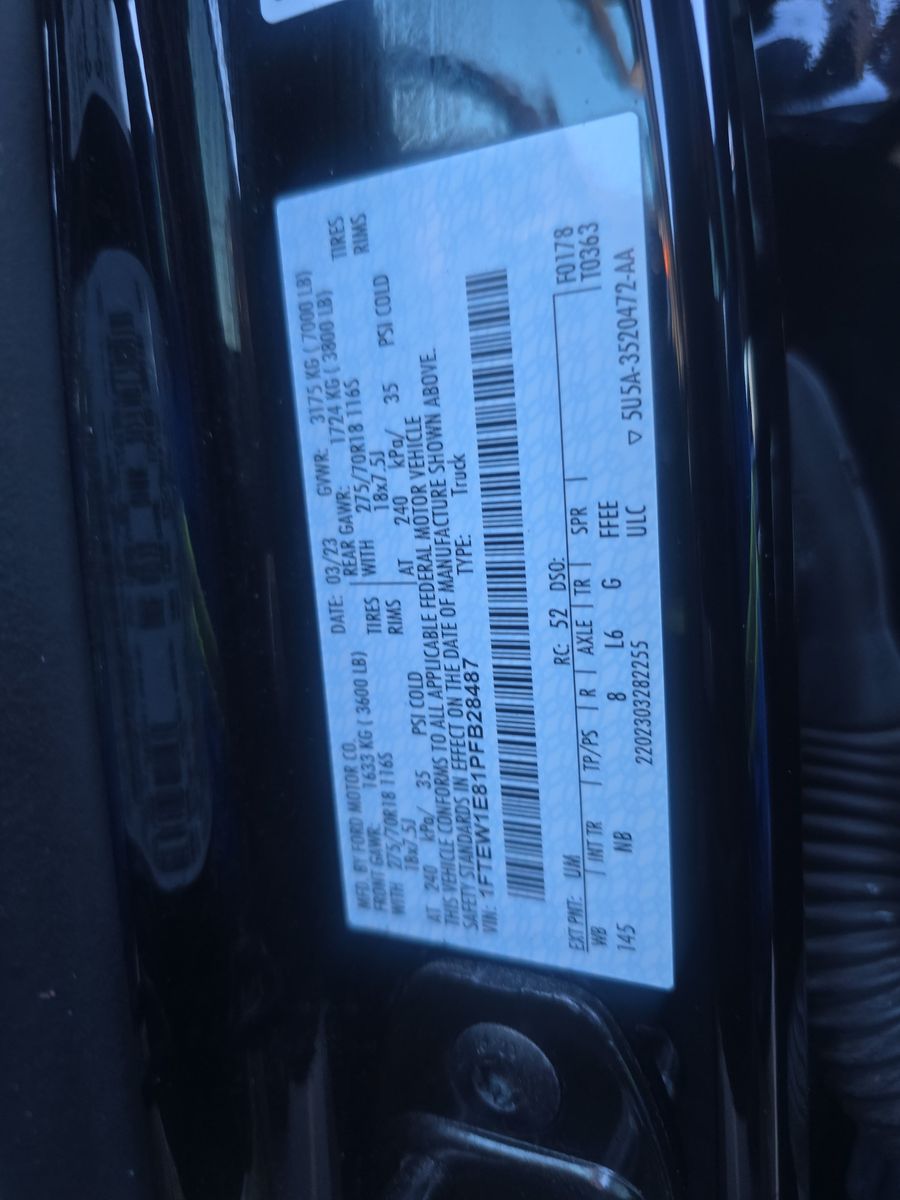 MFD. BY FORD MOTOR CO. DATE: 03/23 GVWR: 3175 KG ( 7000 LB)
FRONT GAWR: 1633 KG ( 3600 LB) REAR GAWR: 1724 KG ( 3800 LB)
WITH 275/70R18 116S TIRES WITH 275/70R18 116S TIRES
18x7.5J RIMS 18x7.5J RIMS
AT 240 kPa/ 35 PSI COLD AT 240 kPa/ 35 PSI COLD
THIS VEHICLE CONFORMS TO ALL APPLICABLE FEDERAL MOTOR VEHICLE
SAFETY STANDARDS IN EFFECT ON THE DATE OF MANUFACTURE SHOWN ABOVE.
VIN: 1FTEW1E81PFB28487 TYPE: Truck
EXT PNT: UM RC: 52 DSO: F0178
WB INT TR TP/PS R AXLE TR SPR T0363
145 NB 8 L6 G FFEE
2202303282255 ULC ▽ 5U5A-3520472-AA